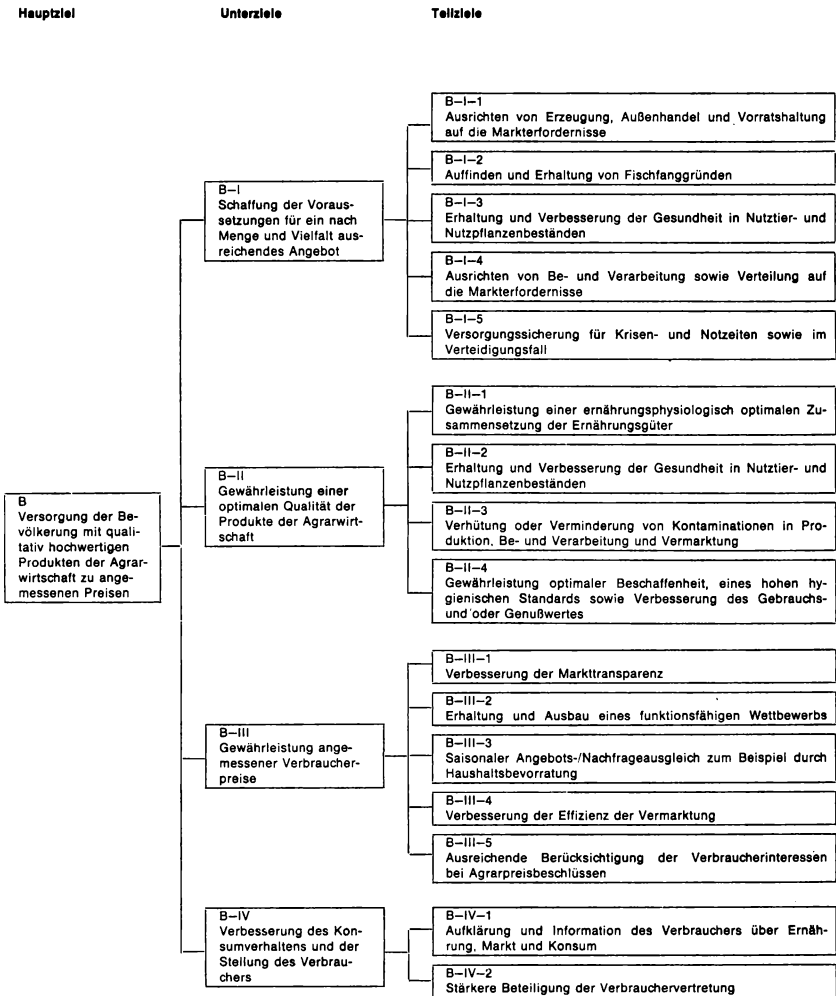 Hauptziel Unterziele Teilziele
B
Versorgung der Be-
völkerung mit quali-
tativ hochwertigen
Produkten der Agrar-
wirtschaft zu ange-
messenen Preisen
B–I
Schaffung der Voraus-
setzungen für ein nach
Menge und Vielfalt aus-
reichendes Angebot
B–I–1
Ausrichten von Erzeugung, Außenhandel und Vorratshaltung
auf die Markterfordernisse
B–I–2
Auffinden und Erhaltung von Fischfanggründen
B–I–3
Erhaltung und Verbesserung der Gesundheit in Nutztier- und
Nutzpflanzenbeständen
B–I–4
Ausrichten von Be- und Verarbeitung sowie Verteilung auf
die Markterfordernisse
B–I–5
Versorgungssicherung für Krisen- und Notzeiten sowie im
Verteidigungsfall
B–II
Gewährleistung einer
optimalen Qualität der
Produkte der Agrarwirt-
schaft
B–II–1
Gewährleistung einer ernährungsphysiologisch optimalen Zu-
sammensetzung der Ernährungsgüter
B–II–2
Erhaltung und Verbesserung der Gesundheit in Nutztier- und
Nutzpflanzenbeständen
B–II–3
Verhütung oder Verminderung von Kontaminationen in Pro-
duktion, Be- und Verarbeitung und Vermarktung
B–II–4
Gewährleistung optimaler Beschaffenheit, eines hohen hy-
gienischen Standards sowie Verbesserung des Gebrauchs-
und/oder Genußwertes
B–III
Gewährleistung ange-
messener Verbraucher-
preise
B–III–1
Verbesserung der Markttransparenz
B–III–2
Erhaltung und Ausbau eines funktionsfähigen Wettbewerbs
B–III–3
Saisonaler Angebots-/Nachfrageausgleich zum Beispiel durch
Haushaltsbevorratung
B–III–4
Verbesserung der Effizienz der Vermarktung
B–III–5
Ausreichende Berücksichtigung der Verbraucherinteressen
bei Agrarpreisbeschlüssen
B–IV
Verbesserung des Kon-
sumverhaltens und der
Stellung des Verbrau-
chers
B–IV–1
Aufklärung und Information des Verbrauchers über Ernäh-
rung, Markt und Konsum
B–IV–2
Stärkere Beteiligung der Verbrauchervertretung